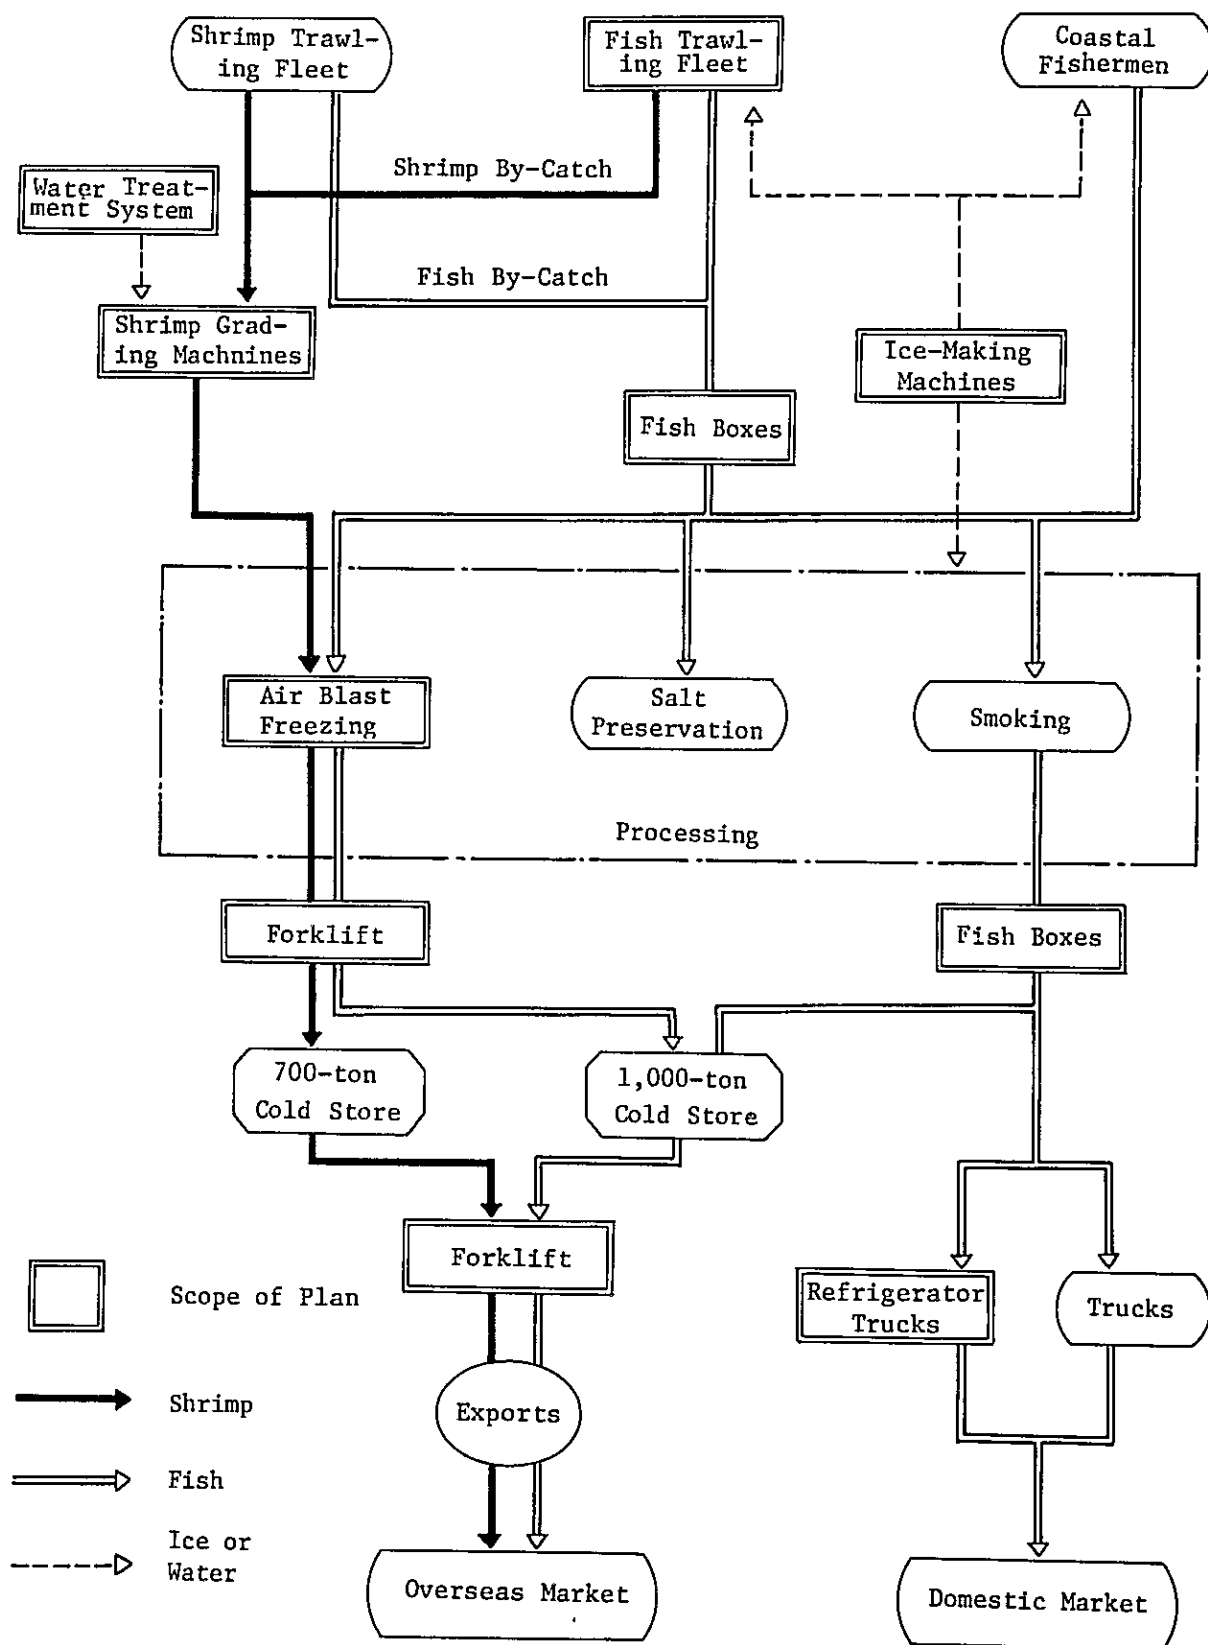 Shrimp Trawl-
ing Fleet
Fish Trawl-
ing Fleet
Coastal
Fishermen
Shrimp By-Catch
Water Treat-
ment System
Fish By-Catch
Shrimp Grad-
ing Machnines
Ice-Making
Machines
Fish Boxes
Air Blast
Freezing
Salt
Preservation
Smoking
Processing
Forklift
Fish Boxes
700-ton
Cold Store
1,000-ton
Cold Store
Forklift
Scope of Plan
Refrigerator
Trucks
Trucks
Shrimp
Exports
Fish
Ice or
Water
Overseas Market
Domestic Market